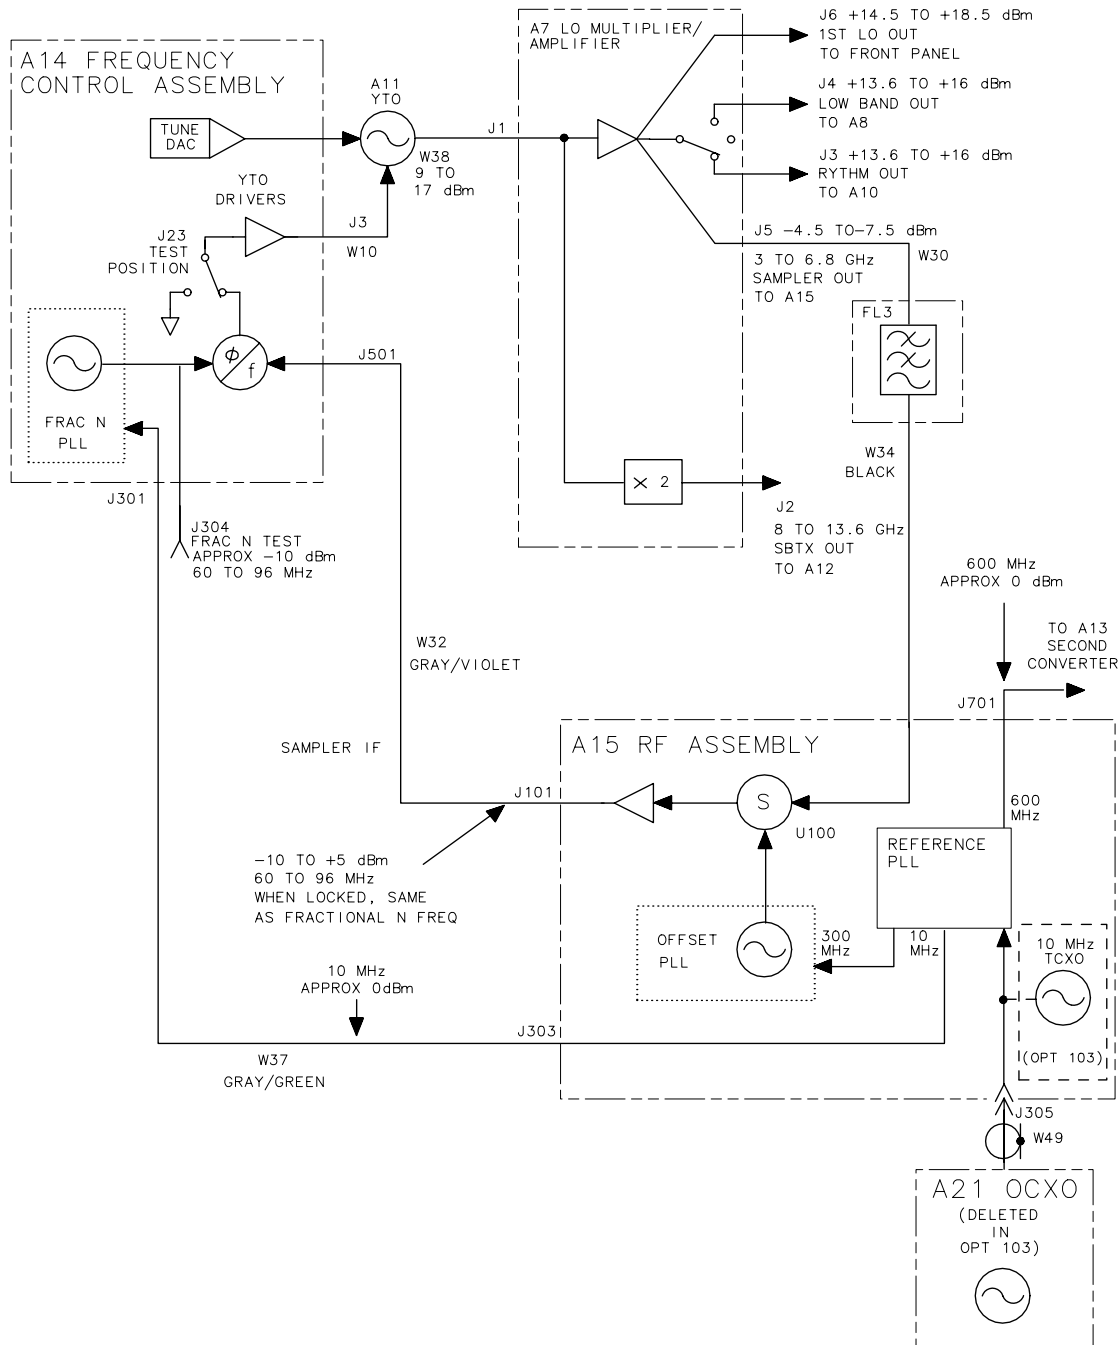 A14 FREQUENCY
CONTROL ASSEMBLY
TUNE
DAC
A11
YTO
J1
W38
9 TO
17 dBm
YTO
DRIVERS
J3
W10
J23
TEST
POSITION
ϕ
f
J501
FRAC N
PLL
J301
J304
FRAC N TEST
APPROX -10 dBm
60 TO 96 MHz
A7 LO MULTIPLIER/
AMPLIFIER
J6 +14.5 TO +18.5 dBm
1ST LO OUT
TO FRONT PANEL
J4 +13.6 TO +16 dBm
LOW BAND OUT
TO A8
J3 +13.6 TO +16 dBm
RYTHM OUT
TO A10
J5 -4.5 TO-7.5 dBm
W30
3 TO 6.8 GHz
SAMPLER OUT
TO A15
FL3
W34
BLACK
X 2
J2
8 TO 13.6 GHz
SBTX OUT
TO A12
600 MHz
APPROX 0 dBm
TO A13
SECOND
CONVERTER
J701
W32
GRAY/VIOLET
SAMPLER IF
A15 RF ASSEMBLY
J101
S
U100
600
MHz
REFERENCE
PLL
-10 TO +5 dBm
60 TO 96 MHz
WHEN LOCKED, SAME
AS FRACTIONAL N FREQ
OFFSET
PLL
300
MHz
10
MHz
10 MHz
TCXO
(OPT 103)
10 MHz
APPROX 0dBm
J303
W37
GRAY/GREEN
J305
W49
A21 OCXO
(DELETED
IN
OPT 103)